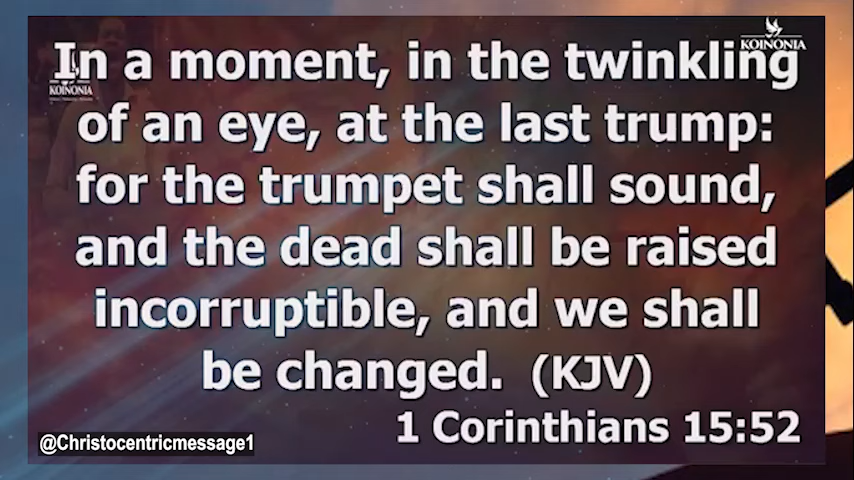 KOINONIA
In a moment, in the twinkling
KOINONIA
of an eye, at the last trump:
for the trumpet shall sound,
and the dead shall be raised
incorruptible, and we shall
be changed. (KJV)
1 Corinthians 15:52
@Christocentricmessage1